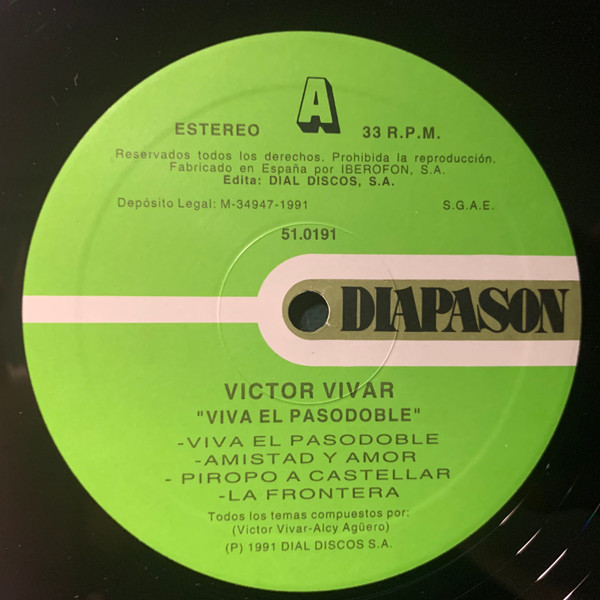 A
ESTEREO 33 R.P.M.
Reservados todos los derechos. Prohibida la reproducción.
Fabricado en España por IBEROFON, S.A.
Edita: DIAL DISCOS, S.A.
Depósito Legal: M-34947-1991 S.G.A.E.
51.0191
DIAPASON
VICTOR VIVAR
"VIVA EL PASODOBLE"
-VIVA EL PASODOBLE
-AMISTAD Y AMOR
- PIROPO A CASTELLAR
-LA FRONTERA
Todos los temas compuestos por:
(Victor Vivar-Alcy Agüero)
(P) 1991 DIAL DISCOS S.A.